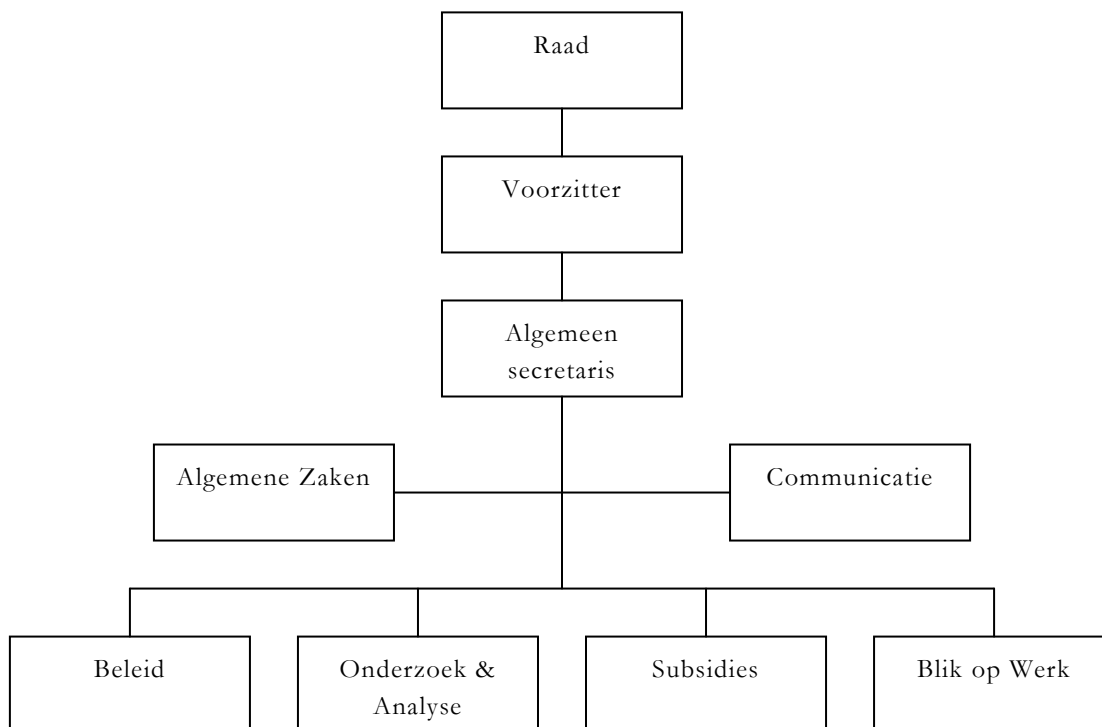 Raad
Voorzitter
Algemeen
secretaris
Algemene Zaken
Communicatie
Beleid
Onderzoek &
Analyse
Subsidies
Blik op Werk